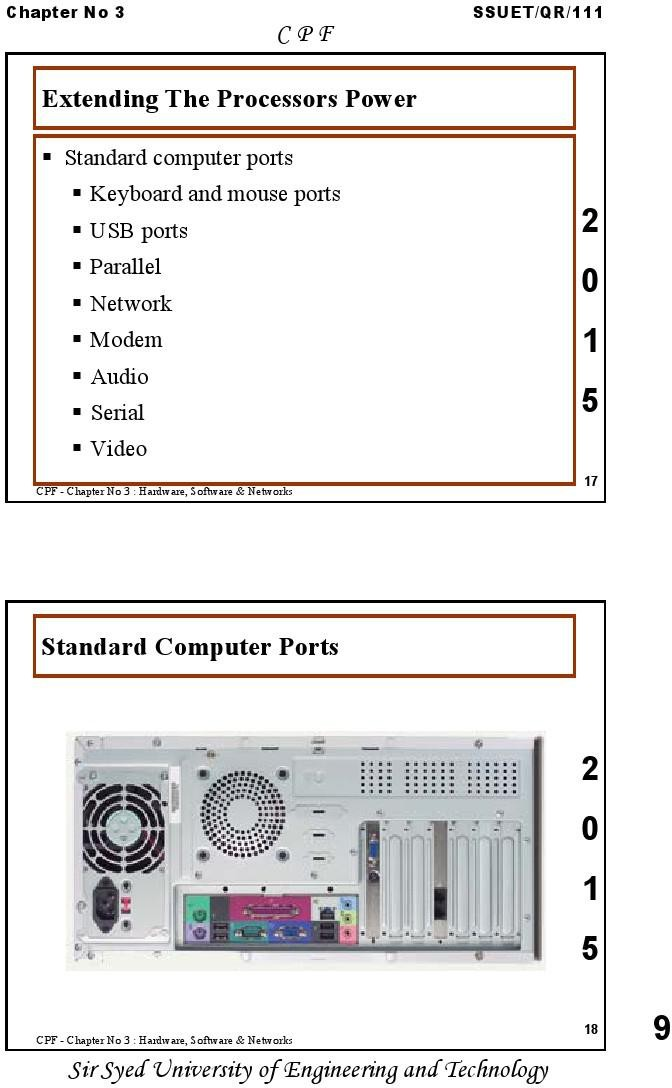 Chapter No 3 SSUET/QR/111
CPF
Extending The Processors Power
▪ Standard computer ports
▪ Keyboard and mouse ports
▪ USB ports
▪ Parallel
▪ Network
▪ Modem
▪ Audio
▪ Serial
▪ Video
2
0
1
5
CPF - Chapter No 3 : Hardware, Software & Networks
17
Standard Computer Ports
2
0
1
5
CPF - Chapter No 3 : Hardware, Software & Networks
18
9
Sir Syed University of Engineering and Technology